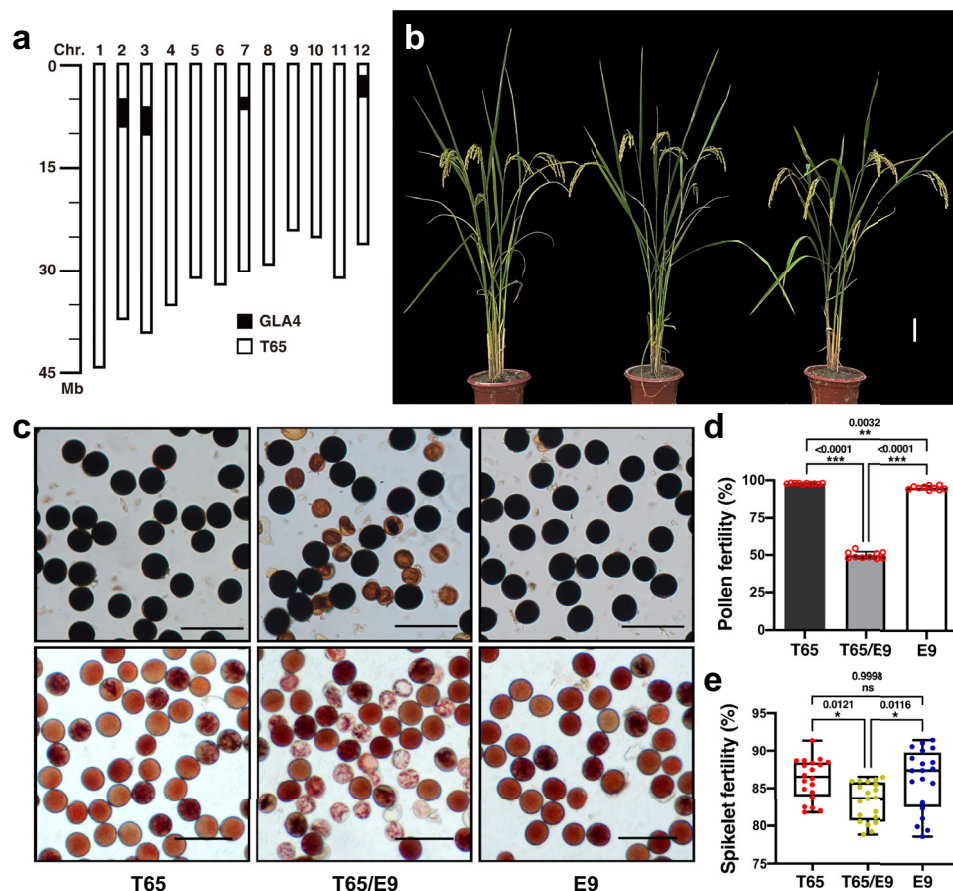 a
Chr. 1 2 3 4 5 6 7 8 9 10 11 12
0
15
30
45
Mb
GLA4
T65
b
c
T65
T65/E9
E9
d
0.0032
**
<0.0001
<0.0001
***
***
Pollen fertility (%)
100
50
25
0
T65
T65/E9
E9
e
0.9998
ns
0.0121
0.0116
*
*
Spikelet fertility (%)
95
90
85
80
75
T65
T65/E9
E9